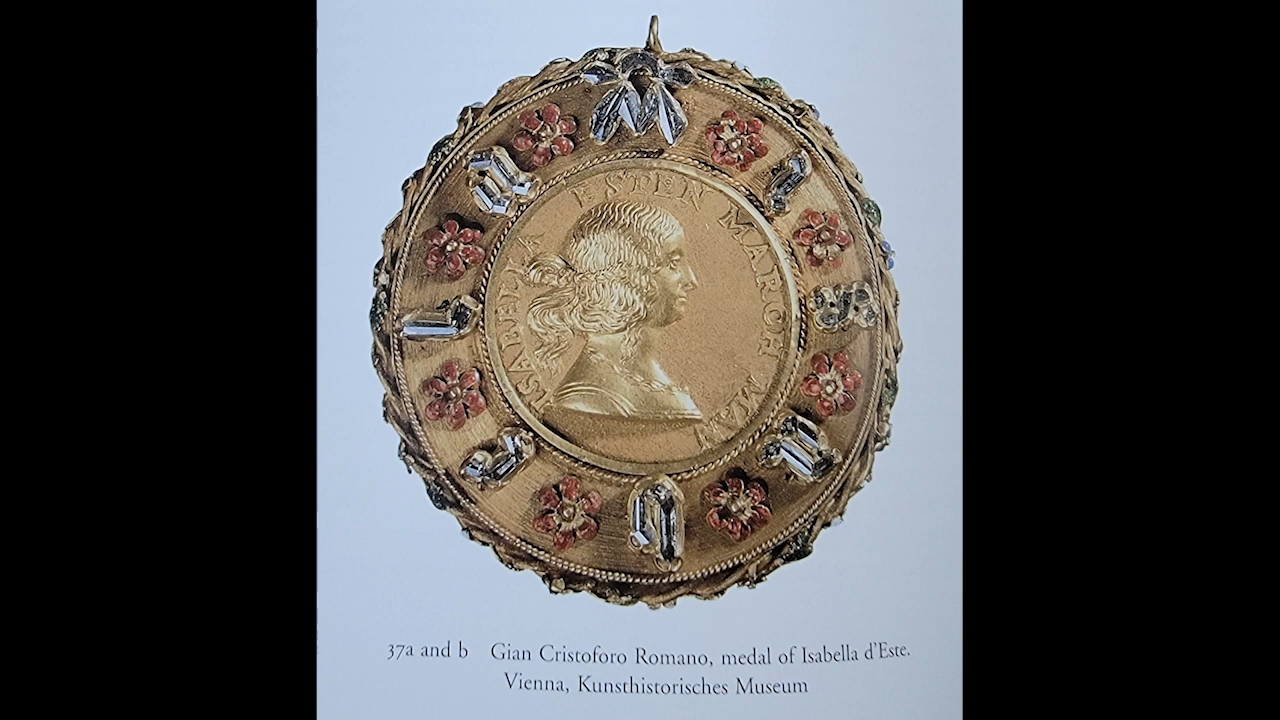 ISABELLA ESTEN MARCH MAN
37a and b Gian Cristoforo Romano, medal of Isabella d'Este.
Vienna, Kunsthistorisches Museum